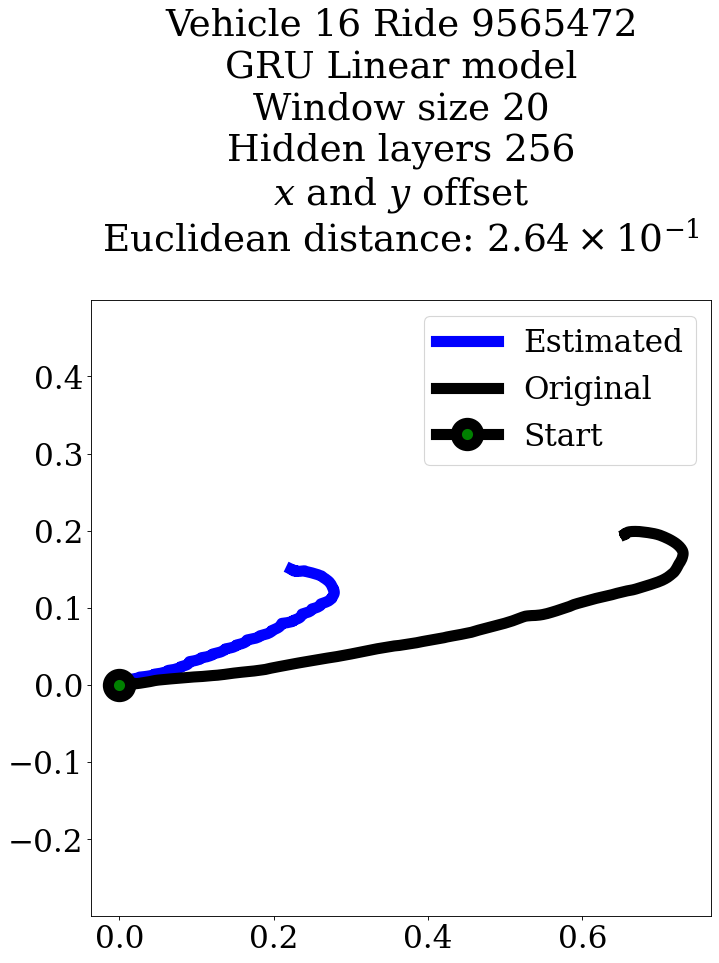 Vehicle 16 Ride 9565472
GRU Linear model
Window size 20
Hidden layers 256
x and y offset
Euclidean distance: 2.64 × 10⁻¹
Estimated
Original
Start
0.4
0.3
0.2
0.1
0.0
−0.1
−0.2
0.0 0.2 0.4 0.6